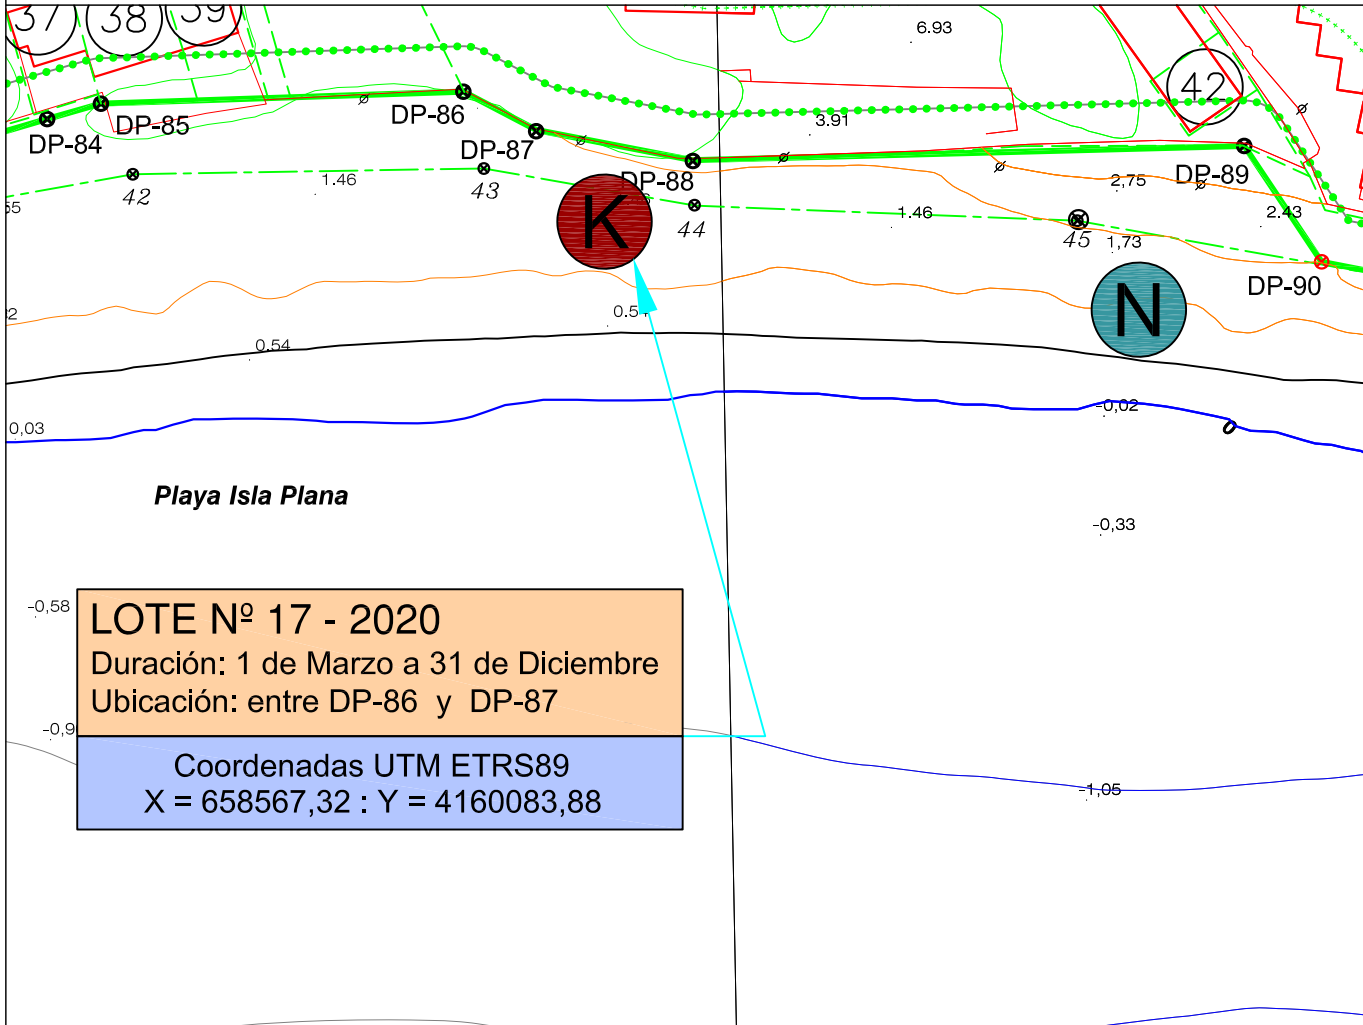 37
38
39
6.93
42
DP-84
DP-85
DP-86
DP-87
DP-88
3.91
DP-89
DP-90
42
1.46
43
44
1.46
45
2,75
1,73
2.43
K
N
0.54
0,03
-0,02
0
Playa Isla Plana
-0,33
-0,58
LOTE Nº 17 - 2020
Duración: 1 de Marzo a 31 de Diciembre
Ubicación: entre DP-86 y DP-87
Coordenadas UTM ETRS89
X = 658567,32 : Y = 4160083,88
-1,05